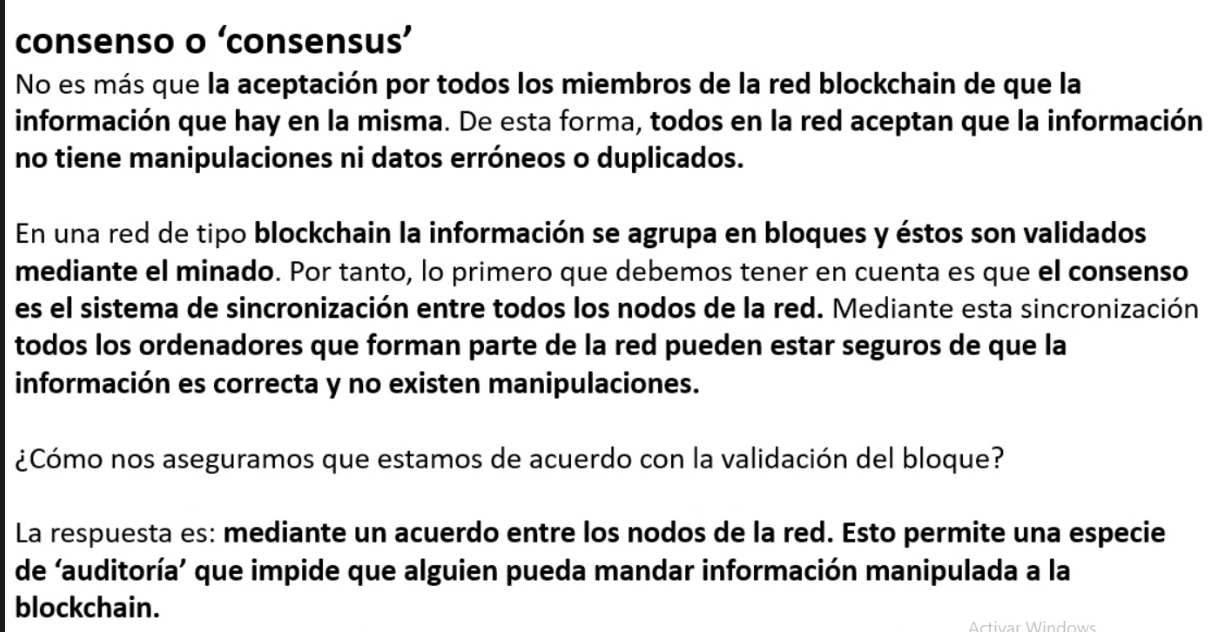 consenso o ‘consensus’
No es más que la aceptación por todos los miembros de la red blockchain de que la
información que hay en la misma. De esta forma, todos en la red aceptan que la información
no tiene manipulaciones ni datos erróneos o duplicados.
En una red de tipo blockchain la información se agrupa en bloques y éstos son validados
mediante el minado. Por tanto, lo primero que debemos tener en cuenta es que el consenso
es el sistema de sincronización entre todos los nodos de la red. Mediante esta sincronización
todos los ordenadores que forman parte de la red pueden estar seguros de que la
información es correcta y no existen manipulaciones.
¿Cómo nos aseguramos que estamos de acuerdo con la validación del bloque?
La respuesta es: mediante un acuerdo entre los nodos de la red. Esto permite una especie
de ‘auditoría’ que impide que alguien pueda mandar información manipulada a la
blockchain.
Activar Windows